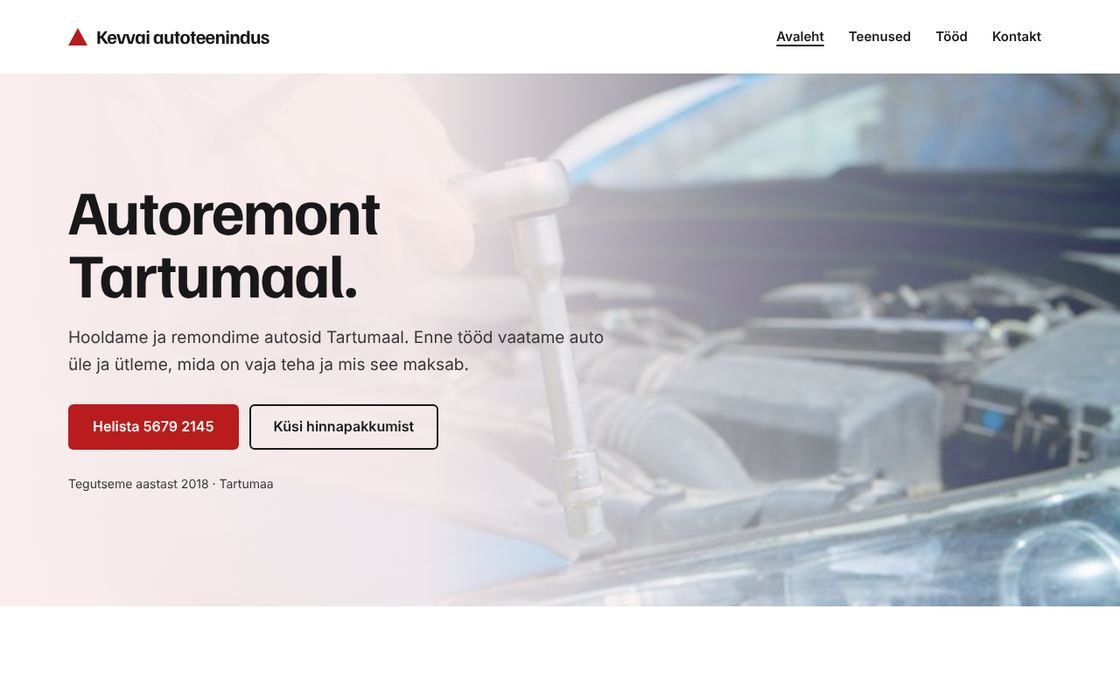 Kevvai autoteenindus
Avaleht
Teenused
Tööd
Kontakt
Autoremont
Tartumaal.
Hooldame ja remondime autosid Tartumaal. Enne tööd vaatame auto
üle ja ütleme, mida on vaja teha ja mis see maksab.
Helista 5679 2145
Küsi hinnapakkumist
Tegutseme aastast 2018 · Tartumaa